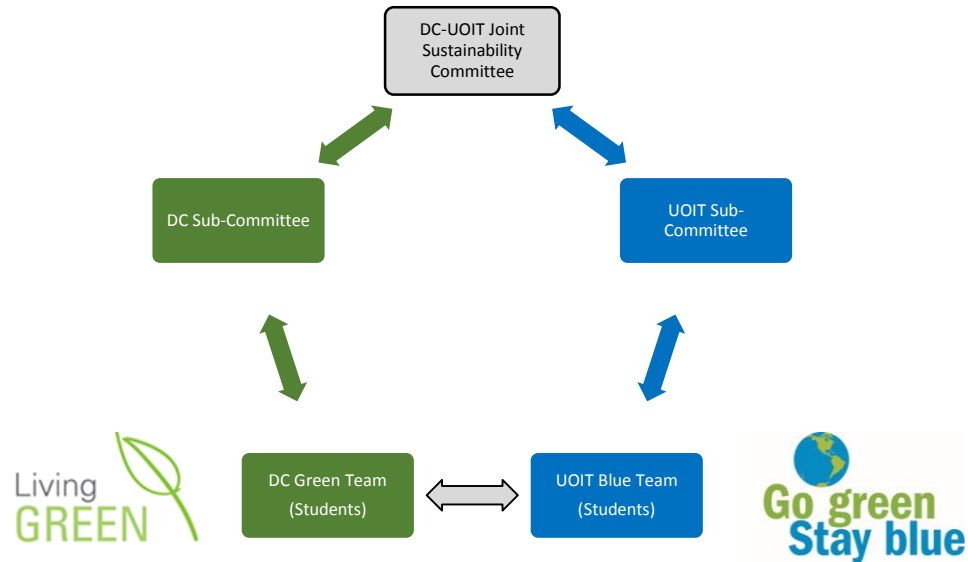 DC-UOIT Joint
Sustainability
Committee
DC Sub-Committee
UOIT Sub-
Committee
Living
GREEN
DC Green Team
(Students)
UOIT Blue Team
(Students)
Go green
Stay blue